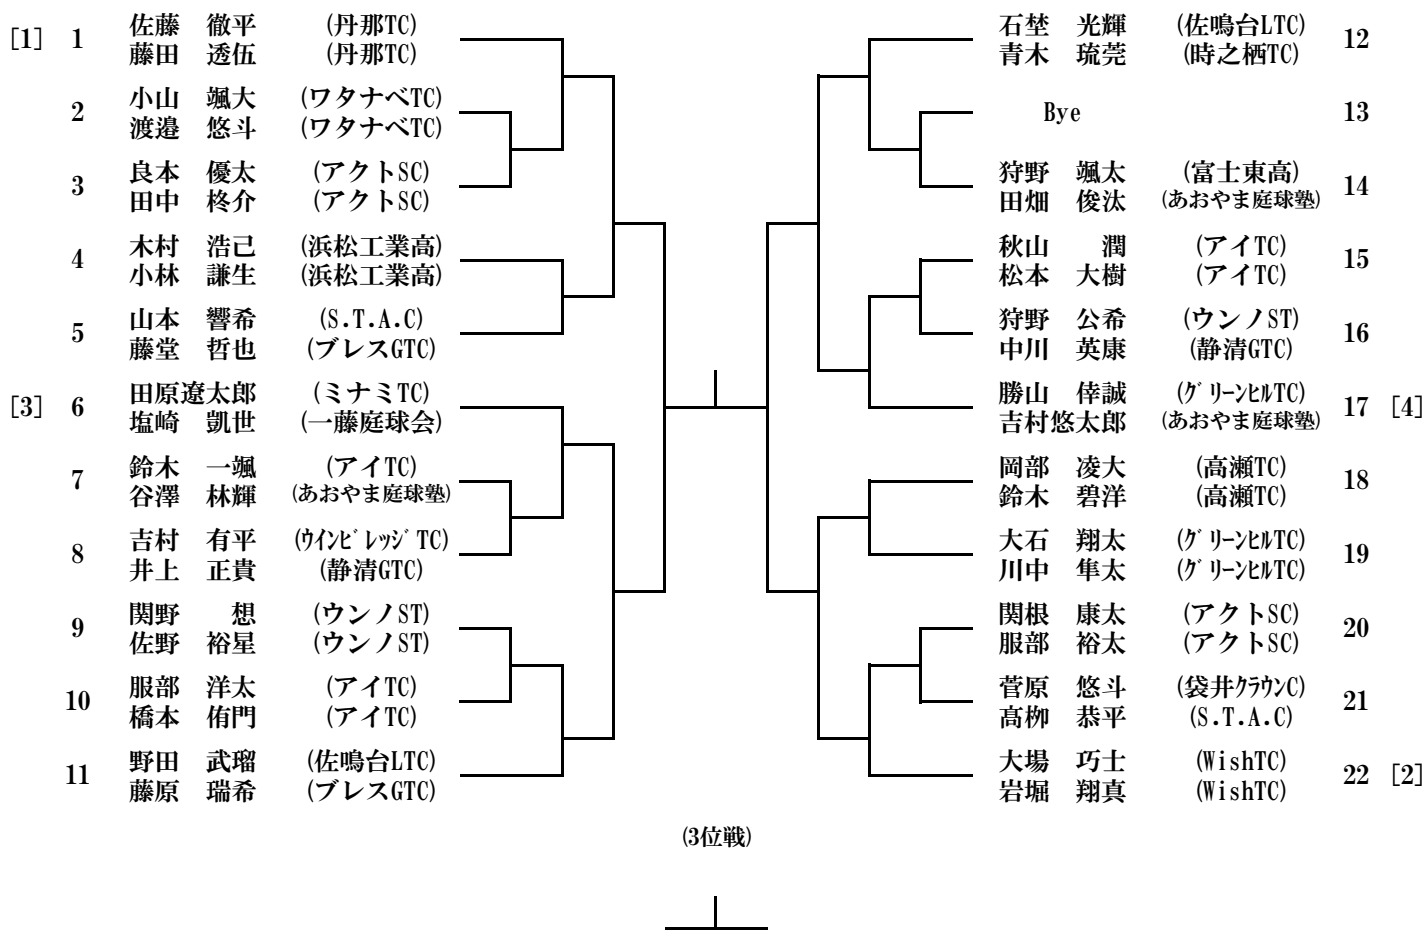 [1] 1 佐藤 徹平 (丹那TC)
藤田 透伍 (丹那TC)
2 小山 颯大 (ワタナベTC)
渡邉 悠斗 (ワタナベTC)
3 良本 優太 (アクトSC)
田中 柊介 (アクトSC)
4 木村 浩己 (浜松工業高)
小林 謙生 (浜松工業高)
5 山本 響希 (S.T.A.C)
藤堂 哲也 (ブレスGTC)
[3] 6 田原遼太郎 (ミナミTC)
塩崎 凱世 (一藤庭球会)
7 鈴木 一颯 (アイTC)
谷澤 林輝 (あおやま庭球塾)
8 吉村 有平 (ウインビレッジTC)
井上 正貴 (静清GTC)
9 関野 想 (ウンノST)
佐野 裕星 (ウンノST)
10 服部 洋太 (アイTC)
橋本 侑門 (アイTC)
11 野田 武瑠 (佐鳴台LTC)
藤原 瑞希 (ブレスGTC)
石埜 光輝 (佐鳴台LTC) 12
青木 琉莞 (時之栖TC)
Bye 13
狩野 颯太 (富士東高) 14
田畑 俊汰 (あおやま庭球塾)
秋山 潤 (アイTC) 15
松本 大樹 (アイTC)
狩野 公希 (ウンノST) 16
中川 英康 (静清GTC)
勝山 倖誠 (グリーンヒルTC) 17 [4]
吉村悠太郎 (あおやま庭球塾)
岡部 凌大 (高瀬TC) 18
鈴木 碧洋 (高瀬TC)
大石 翔太 (グリーンヒルTC) 19
川中 隼太 (グリーンヒルTC)
関根 康太 (アクトSC) 20
服部 裕太 (アクトSC)
菅原 悠斗 (袋井クラウンC) 21
髙栁 恭平 (S.T.A.C)
大場 巧士 (WishTC) 22 [2]
岩堀 翔真 (WishTC)
(3位戦)